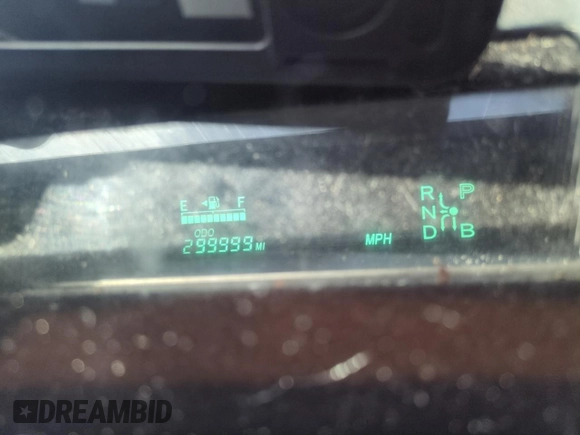 E F
ODO
299999 MI
MPH
R P
N
D B
DREAMBID